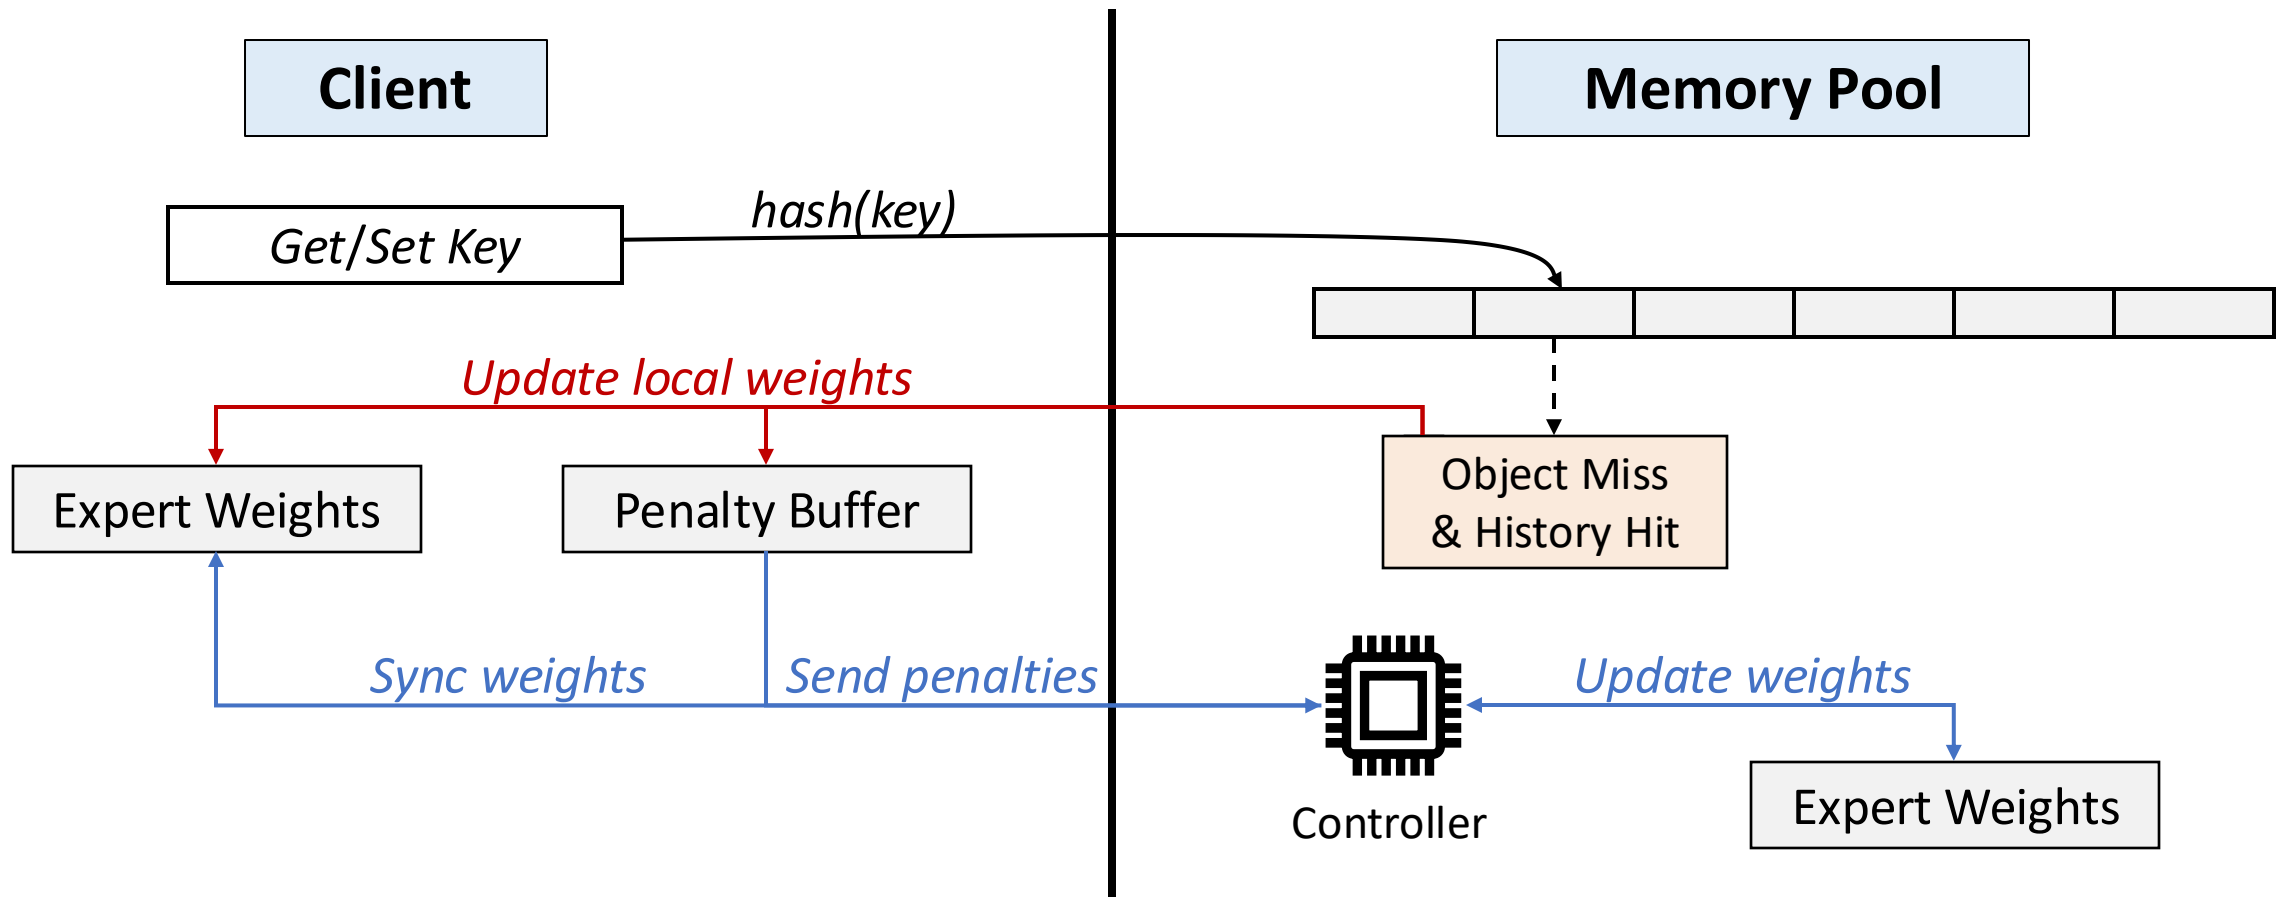 Client
Memory Pool
hash(key)
Get/Set Key
Update local weights
Object Miss
& History Hit
Expert Weights
Penalty Buffer
Sync weights
Send penalties
Update weights
Controller
Expert Weights